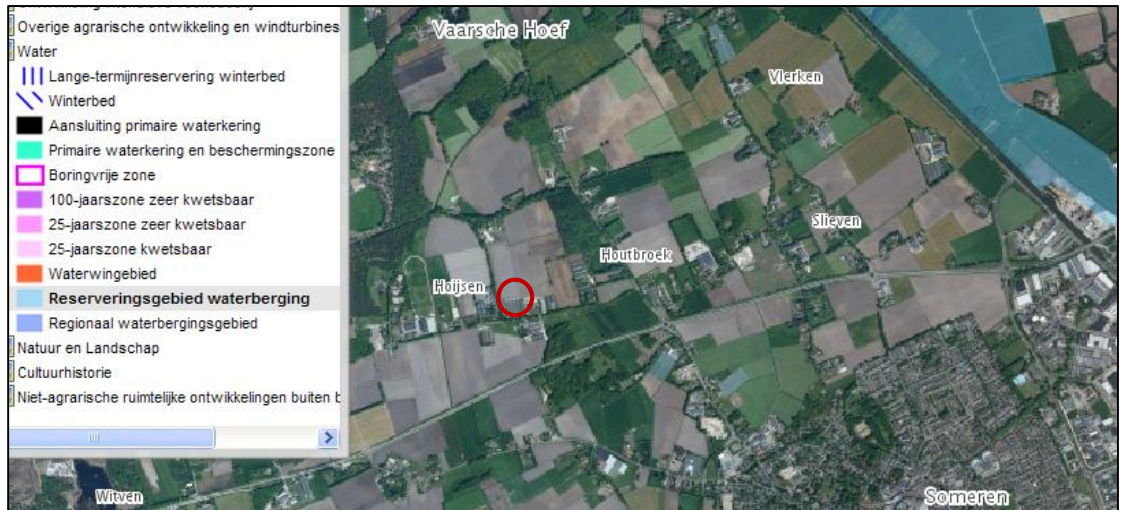 Overige agrarische ontwikkeling en windturbines
Water
Lange-termijnreservering winterbed
Winterbed
Aansluiting primaire waterkering
Primaire waterkering en beschermingszone
Boringvrije zone
100-jaarszone zeer kwetsbaar
25-jaarszone zeer kwetsbaar
25-jaarszone kwetsbaar
Waterwingebied
Reserveringsgebied waterberging
Regionaal waterbergingsgebied
Natuur en Landschap
Cultuurhistorie
Niet-agrarische ruimtelijke ontwikkelingen buiten b
Vaarsche Hoef
Vlerken
Slieven
Houtbroek
Hoijsen
Witven
Someren